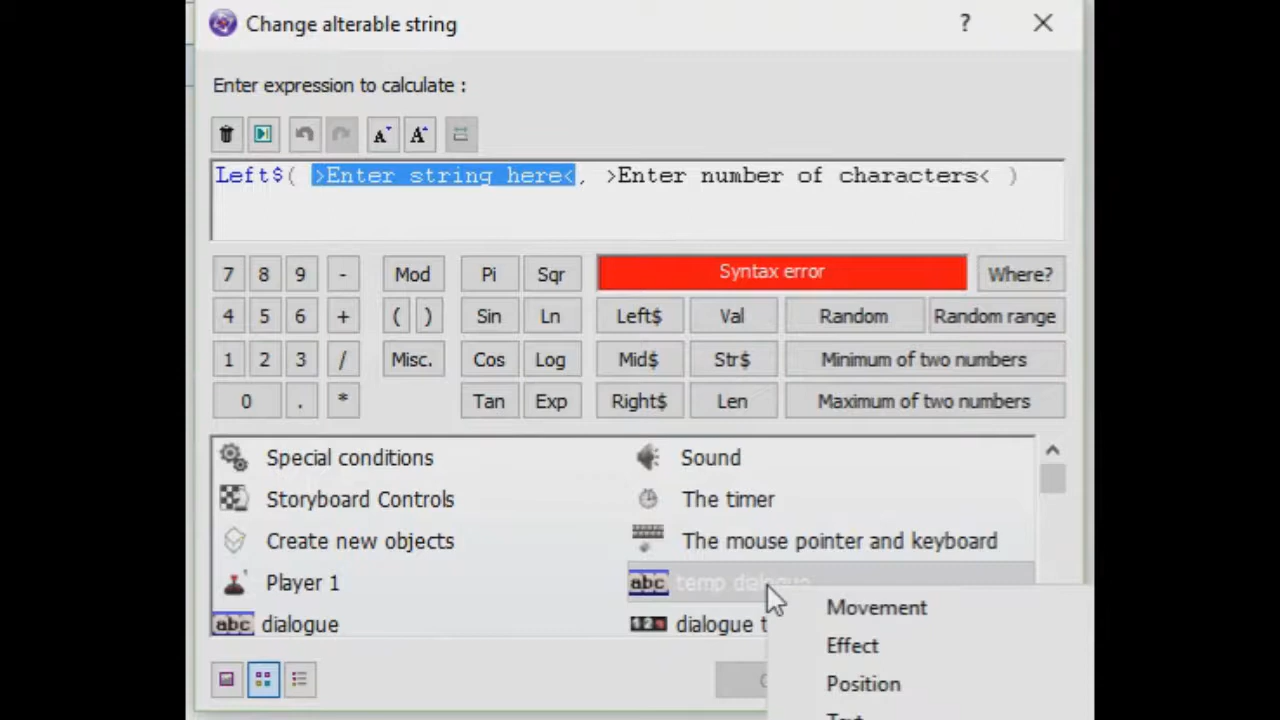 Change alterable string
?
Enter expression to calculate :
A A
Left$( >Enter string here<, >Enter number of characters< )
7 8 9 - Mod Pi Sqr Syntax error Where?
4 5 6 + ( ) Sin Ln Left$ Val Random Random range
1 2 3 / Misc. Cos Log Mid$ Str$ Minimum of two numbers
0 . * Tan Exp Right$ Len Maximum of two numbers
Special conditions Sound
Storyboard Controls The timer
Create new objects The mouse pointer and keyboard
Player 1 abc temp dialogue
abc dialogue dialogue t
Movement
Effect
Position
Text